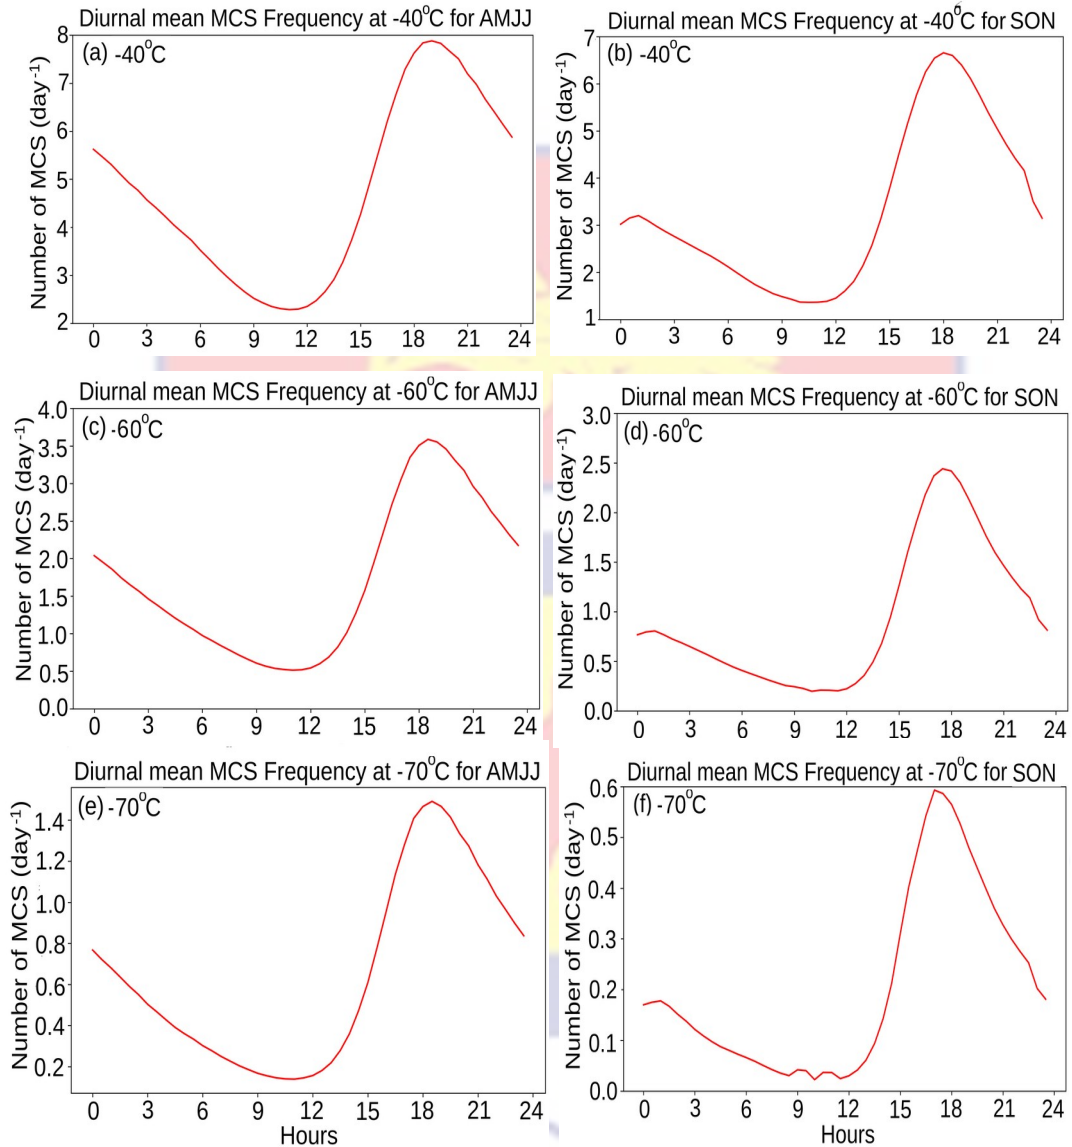 Diurnal mean MCS Frequency at -40°C for AMJJ
(a) -40°C
Number of MCS (day⁻¹)
8
7
6
5
4
3
2
0 3 6 9 12 15 18 21 24
Diurnal mean MCS Frequency at -40°C for SON
(b) -40°C
Number of MCS (day⁻¹)
7
6
5
4
3
2
1
0 3 6 9 12 15 18 21 24
Diurnal mean MCS Frequency at -60°C for AMJJ
(c) -60°C
Number of MCS (day⁻¹)
4.0
3.5
3.0
2.5
2.0
1.5
1.0
0.5
0.0
0 3 6 9 12 15 18 21 24
Diurnal mean MCS Frequency at -60°C for SON
(d) -60°C
Number of MCS (day⁻¹)
3.0
2.5
2.0
1.5
1.0
0.5
0.0
0 3 6 9 12 15 18 21 24
Diurnal mean MCS Frequency at -70°C for AMJJ
(e) -70°C
Number of MCS (day⁻¹)
1.4
1.2
1.0
0.8
0.6
0.4
0.2
0 3 6 9 12 15 18 21 24
Hours
Diurnal mean MCS Frequency at -70°C for SON
(f) -70°C
Number of MCS (day⁻¹)
0.6
0.5
0.4
0.3
0.2
0.1
0.0
0 3 6 9 12 15 18 21 24
Hours